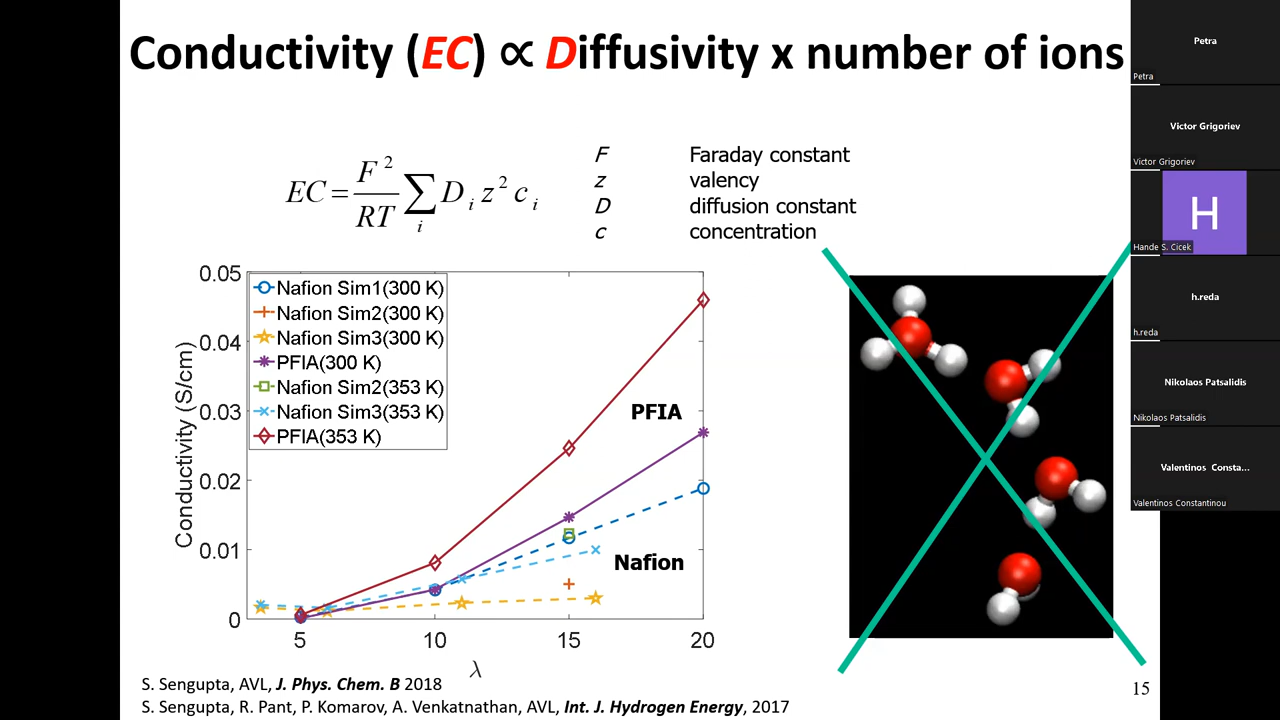 Conductivity (EC) ∝ Diffusivity x number of ions
EC = F² / RT ∑i Di z² ci
F Faraday constant
z valency
D diffusion constant
c concentration
0.05
0.04
0.03
0.02
0.01
0
Conductivity (S/cm)
Nafion Sim1(300 K)
Nafion Sim2(300 K)
Nafion Sim3(300 K)
PFIA(300 K)
Nafion Sim2(353 K)
Nafion Sim3(353 K)
PFIA(353 K)
PFIA
Nafion
5 10 15 20
λ
S. Sengupta, AVL, J. Phys. Chem. B 2018
S. Sengupta, R. Pant, P. Komarov, A. Venkatnathan, AVL, Int. J. Hydrogen Energy, 2017
15
Petra
Petra
Victor Grigoriev
Victor Grigoriev
H
Hande S. Cicek
h.reda
h.reda
Nikolaos Patsalidis
Nikolaos Patsalidis
Valentinos Consta...
Valentinos Constantinou